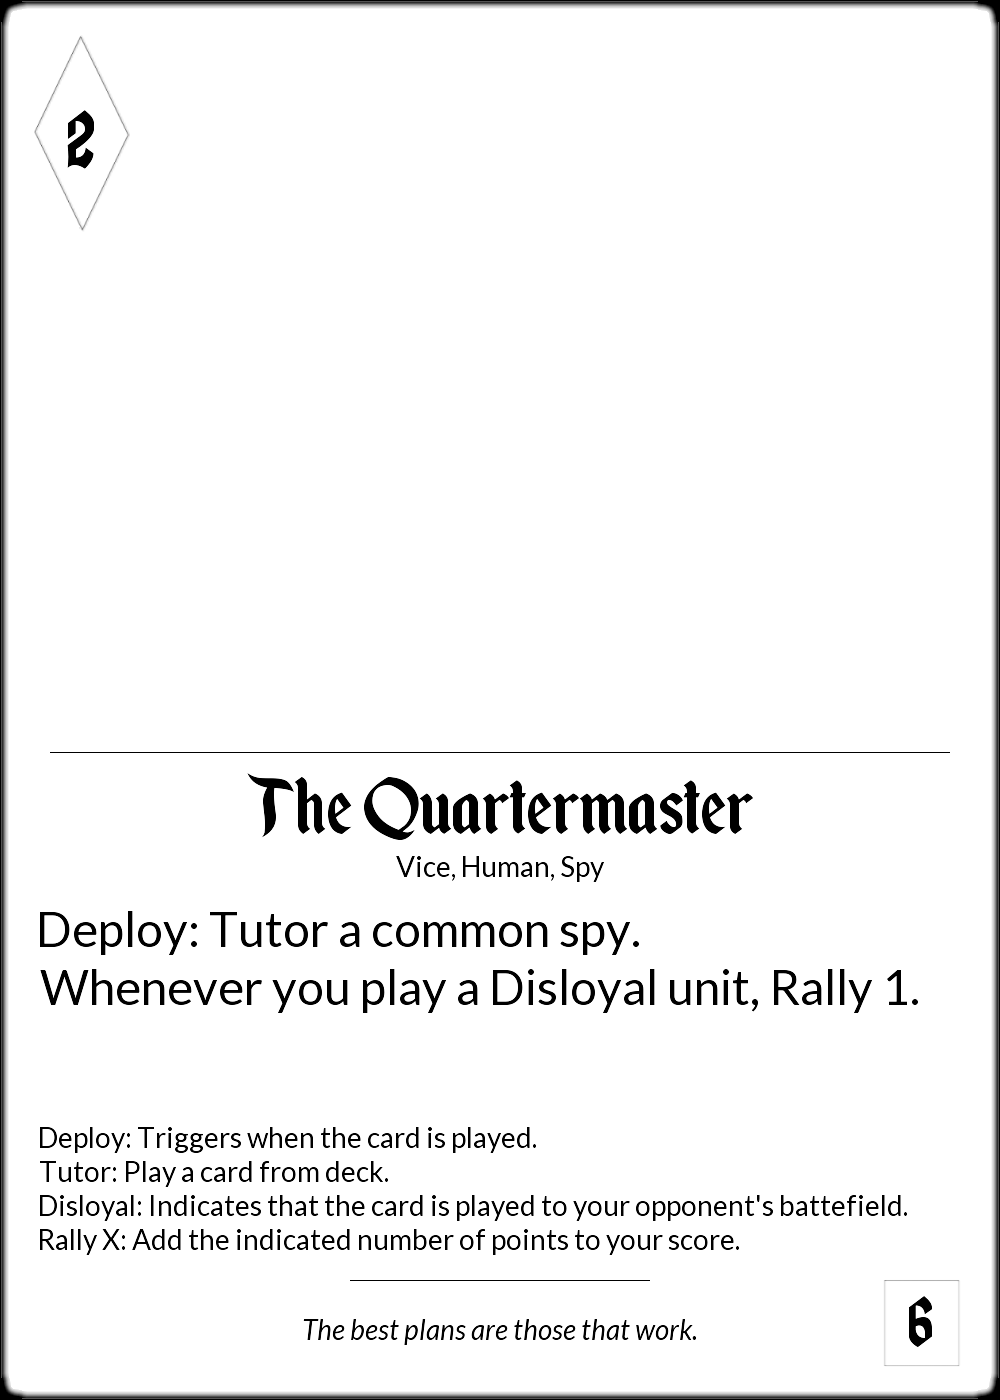 2
The Quartermaster
Vice, Human, Spy
Deploy: Tutor a common spy.
Whenever you play a Disloyal unit, Rally 1.
Deploy: Triggers when the card is played.
Tutor: Play a card from deck.
Disloyal: Indicates that the card is played to your opponent's battefield.
Rally X: Add the indicated number of points to your score.
The best plans are those that work.
6